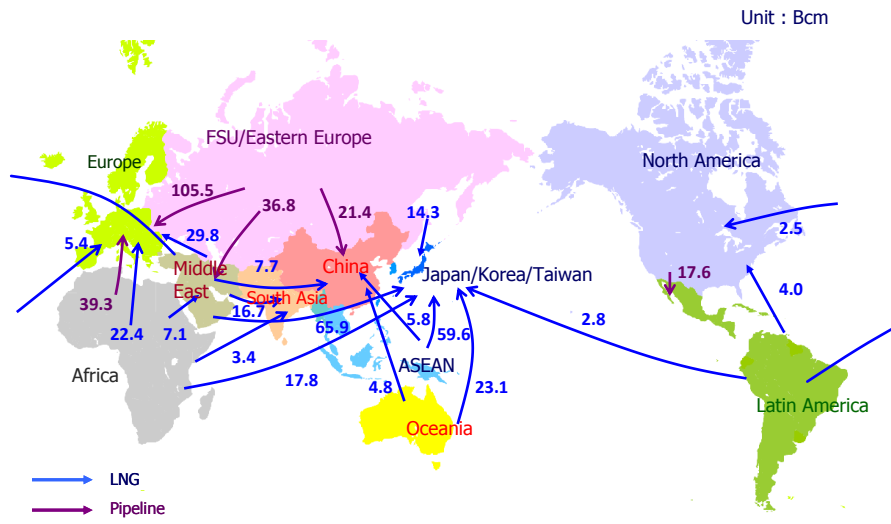 Unit : Bcm
FSU/Eastern Europe
Europe
North America
105.5
36.8
21.4
14.3
2.5
5.4
29.8
7.7
China
Japan/Korea/Taiwan
17.6
Middle
East
South Asia
4.0
39.3
22.4
7.1
16.7
65.9
5.8
59.6
2.8
3.4
ASEAN
Africa
17.8
4.8
23.1
Latin America
Oceania
LNG
Pipeline